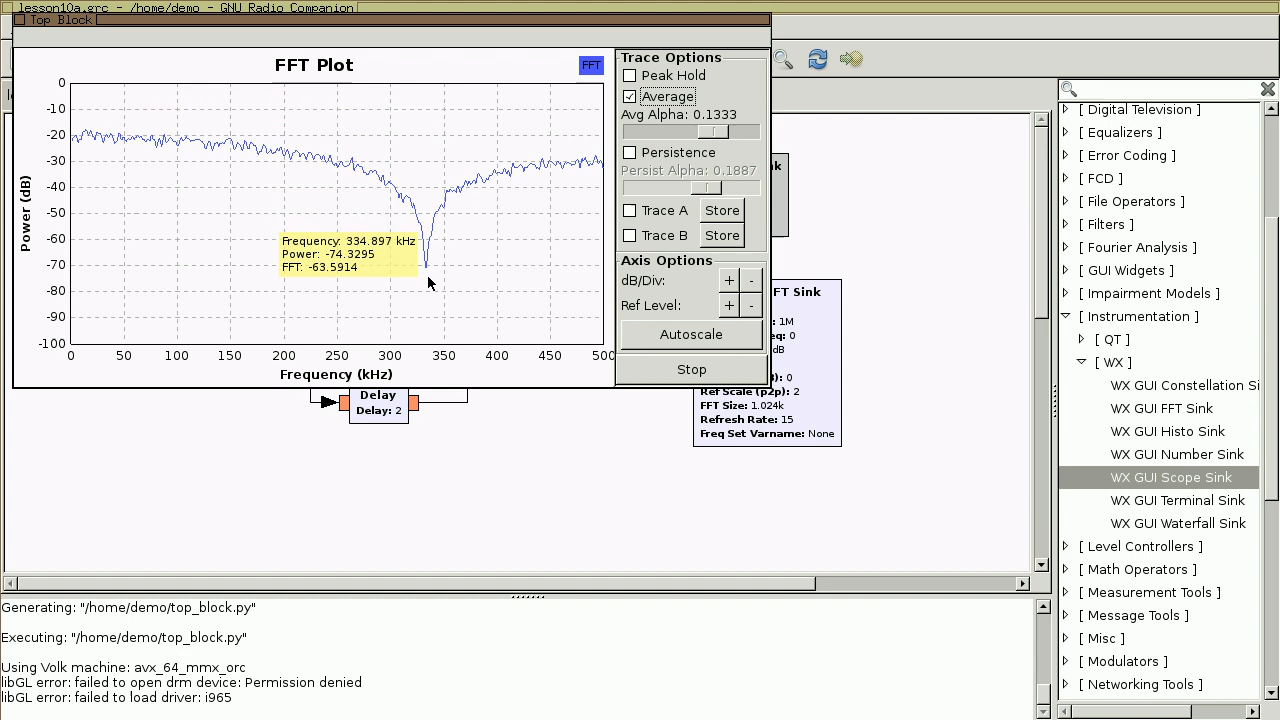 lesson10a.grc - /home/demo - GNU Radio Companion
Top Block
FFT Plot
FFT
0
-10
-20
-30
-40
-50
-60
-70
-80
-90
-100
Power (dB)
0
50
100
150
200
250
300
350
400
450
500
Frequency (kHz)
Frequency: 334.897 kHz
Power: -74.3295
FFT: -63.5914
Trace Options
Peak Hold
Average
Avg Alpha: 0.1333
Persistence
Persist Alpha: 0.1887
Trace A
Store
Trace B
Store
Axis Options
dB/Div:
+
-
Ref Level:
+
-
Autoscale
Stop
Delay
Delay: 2
FT Sink
: 1M
eq: 0
dB
): 0
Ref Scale (p2p): 2
FFT Size: 1.024k
Refresh Rate: 15
Freq Set Varname: None
[ Digital Television ]
[ Equalizers ]
[ Error Coding ]
[ FCD ]
[ File Operators ]
[ Filters ]
[ Fourier Analysis ]
[ GUI Widgets ]
[ Impairment Models ]
[ Instrumentation ]
[ QT ]
[ WX ]
WX GUI Constellation Si
WX GUI FFT Sink
WX GUI Histo Sink
WX GUI Number Sink
WX GUI Scope Sink
WX GUI Terminal Sink
WX GUI Waterfall Sink
[ Level Controllers ]
[ Math Operators ]
[ Measurement Tools ]
[ Message Tools ]
[ Misc ]
[ Modulators ]
[ Networking Tools ]
Generating: "/home/demo/top_block.py"
Executing: "/home/demo/top_block.py"
Using Volk machine: avx_64_mmx_orc
libGL error: failed to open drm device: Permission denied
libGL error: failed to load driver: i965